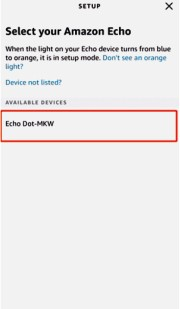 SETUP
Select your Amazon Echo
When the light on your Echo device turns from blue
to orange, it is in setup mode. Don't see an orange
light?
Device not listed?
AVAILABLE DEVICES
Echo Dot-MKW